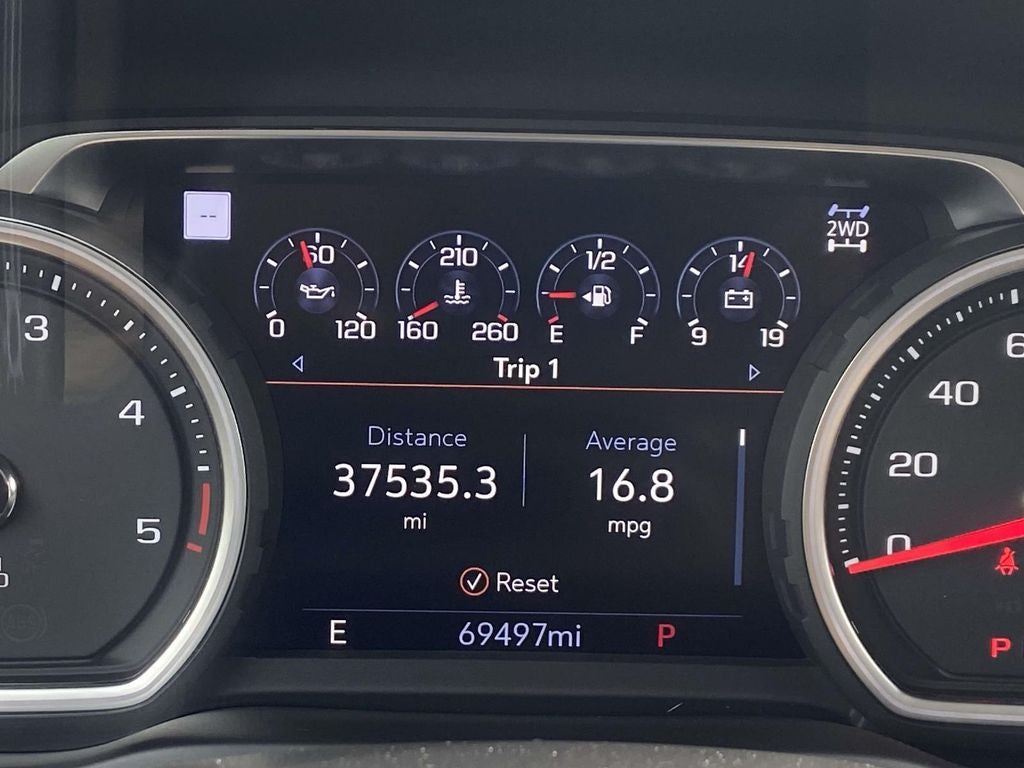 --
2WD
60
0 120
210
160 260
1/2
E F
14
9 19
Trip 1
Distance
37535.3
mi
Average
16.8
mpg
Reset
E 69497mi P
3
4
5
40
20
0
P